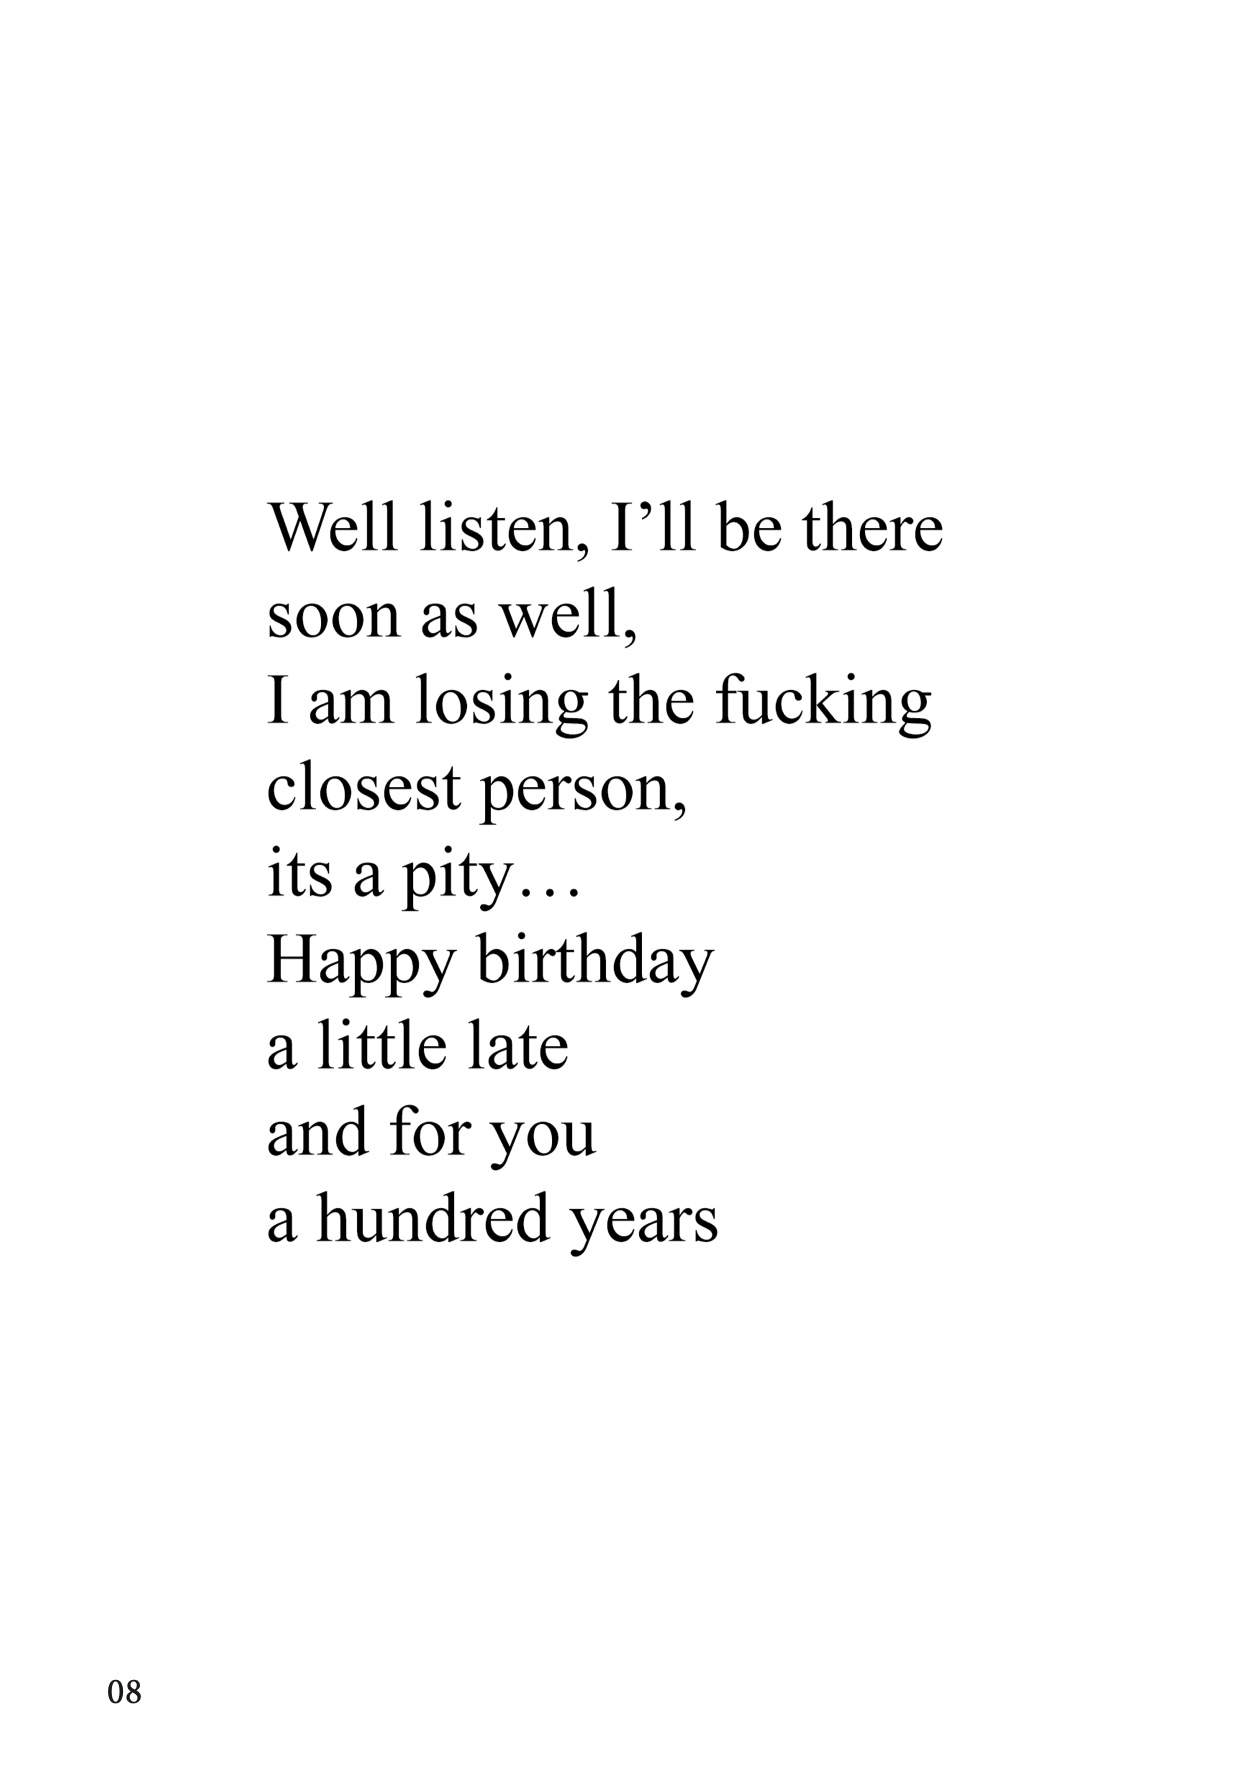 Well listen, I’ll be there
soon as well,
I am losing the fucking
closest person,
its a pity…
Happy birthday
a little late
and for you
a hundred years
08